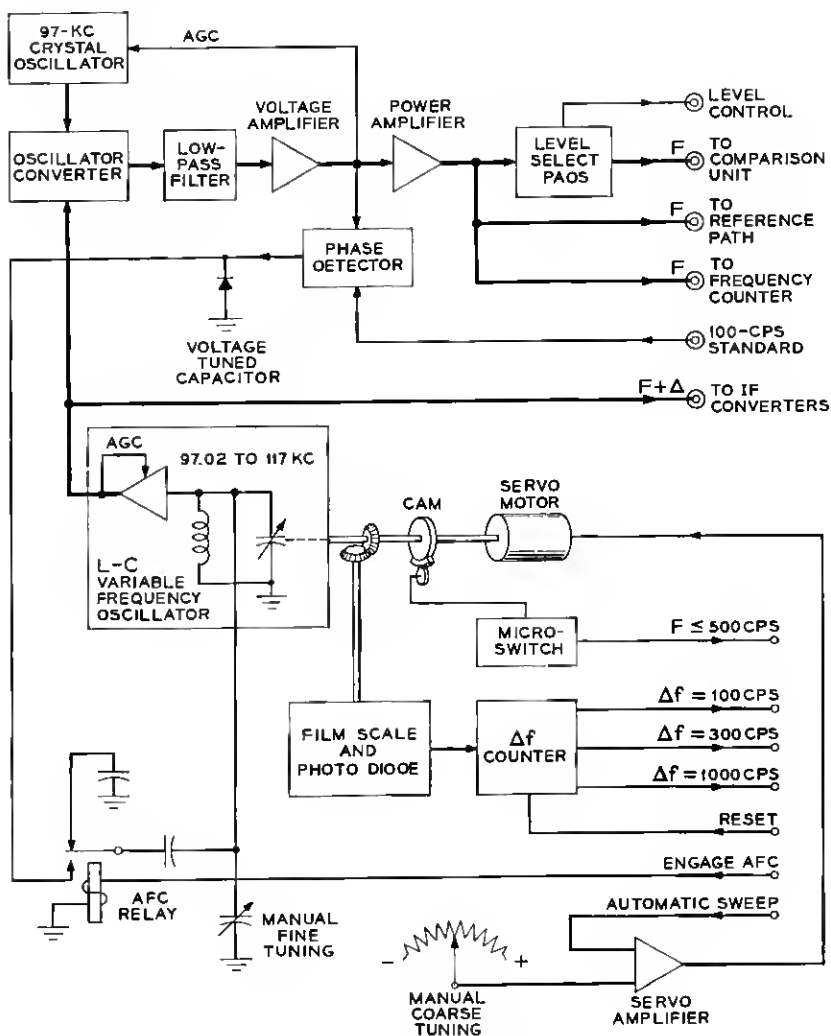 97-KC
CRYSTAL
OSCILLATOR
AGC
OSCILLATOR
CONVERTER
LOW-
PASS
FILTER
VOLTAGE
AMPLIFIER
POWER
AMPLIFIER
LEVEL
SELECT
PADS
LEVEL
CONTROL
F
TO
COMPARISON
UNIT
F
TO
REFERENCE
PATH
F
TO
FREQUENCY
COUNTER
PHASE
DETECTOR
100-CPS
STANDARD
VOLTAGE
TUNED
CAPACITOR
F+Δ
TO IF
CONVERTERS
AGC
97.02 TO 117 KC
L-C
VARIABLE
FREQUENCY
OSCILLATOR
CAM
SERVO
MOTOR
MICRO-
SWITCH
F ≤ 500 CPS
FILM SCALE
AND
PHOTO DIODE
Δf
COUNTER
Δf = 100 CPS
Δf = 300 CPS
Δf = 1000 CPS
RESET
ENGAGE AFC
AUTOMATIC SWEEP
AFC
RELAY
MANUAL
FINE
TUNING
- +
MANUAL
COARSE
TUNING
SERVO
AMPLIFIER